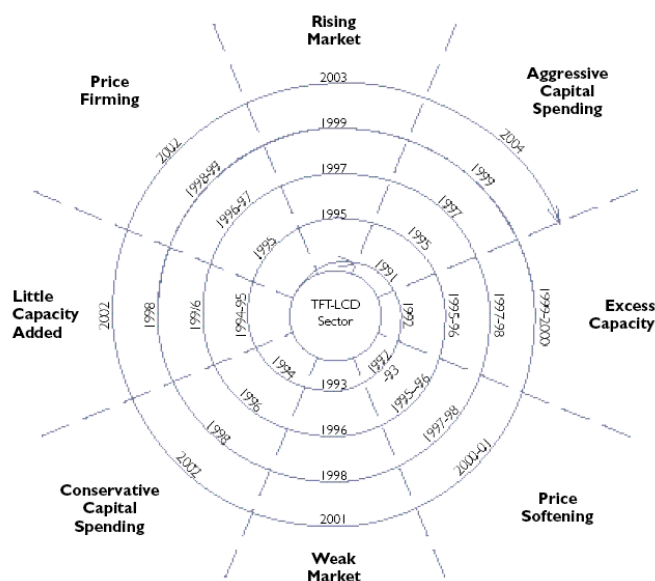 Rising
Market
Price
Firming
Aggressive
Capital
Spending
2003
2002
2004
1999
1998-99
1999
1997
1996-97
1997
1995
1995
1995
1991
TFT-LCD
Sector
Little
Capacity
Added
2002
1998
1996
1994-95
1992
1995-96
1997-98
1999-2000
Excess
Capacity
1992
-93
1994
1993
1995-96
1996
1996
1997-98
1998
1998
2000-01
2002
2001
Conservative
Capital
Spending
Price
Softening
Weak
Market